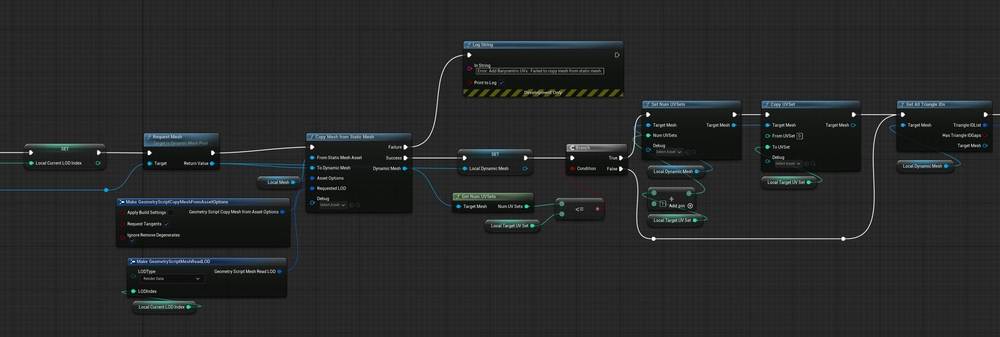 SET
Local Current LOD Index
Request Mesh
Target is Dynamic Mesh Pool
Target
Return Value
Local Mesh
Make GeometryScriptCopyMeshFromAssetOptions
Apply Build Settings
Geometry Script Copy Mesh from Asset Options
Request Tangents
Ignore Remove Degenerates
Make GeometryScriptMeshReadLOD
LODType
Geometry Script Mesh Read LOD
Render Data
LODIndex
Local Current LOD Index
Copy Mesh from Static Mesh
Failure
From Static Mesh Asset
Success
To Dynamic Mesh
Dynamic Mesh
Asset Options
Requested LOD
Debug
Select Asset
Log String
In String
Error: Add Barycentric UVs : Failed to copy mesh from static mesh
Print to Log
Development Only
SET
Local Dynamic Mesh
Get Num UVSets
Target Mesh
Num UV Sets
Local Target UV Set
<=
Branch
True
Condition
False
Set Num UVSets
Target Mesh
Target Mesh
Num UVSets
Debug
Select Asset
Local Dynamic Mesh
+
1
Add pin
Local Target UV Set
Copy UVSet
Target Mesh
Target Mesh
From UVSet
0
To UVSet
Debug
Select Asset
Local Target UV Set
Get All Triangle IDs
Target Mesh
Triangle IDList
Has Triangle IDGaps
Target Mesh
Local Dynamic Mesh